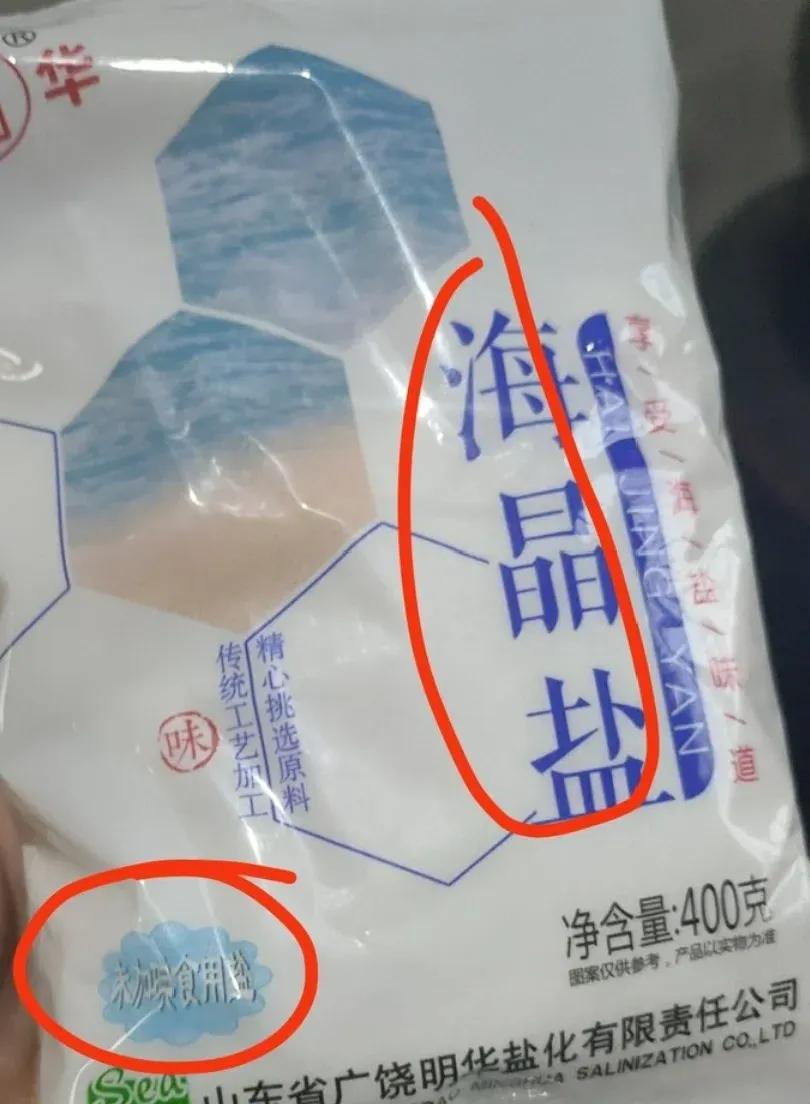 华
海晶盐
HAI JING YAN
享/受/海/盐/味/道
精心挑选原料
传统工艺加工
味
净含量:400克
图案仅供参考，产品以实物为准
未加碘食用盐
Sea
山东省广饶明华盐化有限责任公司
MINGHUA SALINIZATION CO.,LTD